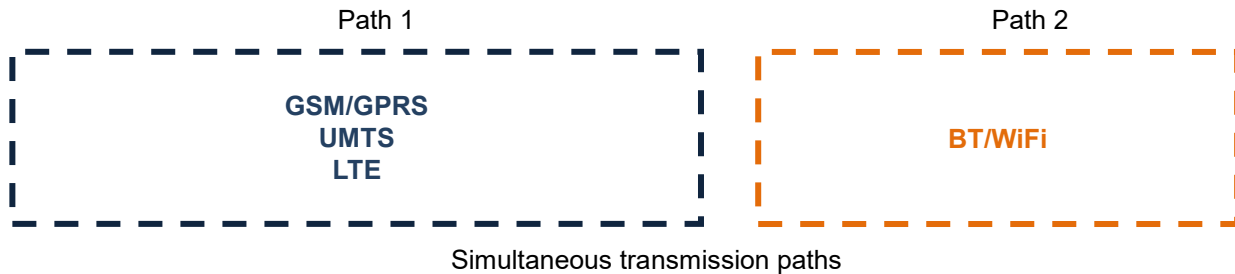 Path 1
Path 2
GSM/GPRS
UMTS
LTE
BT/WiFi
Simultaneous transmission paths